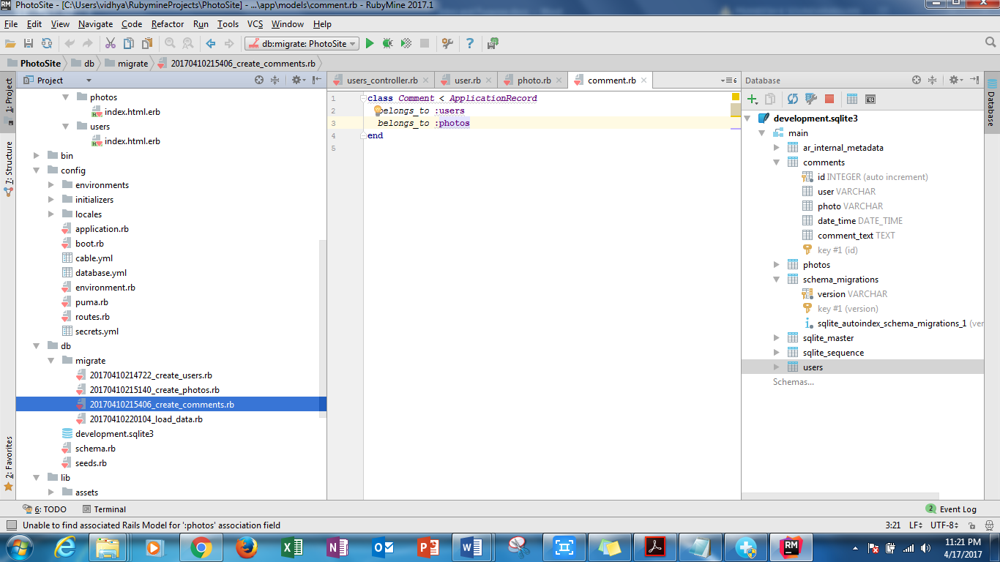 PhotoSite - [C:\Users\vidhya\RubymineProjects\PhotoSite] - ...\app\models\comment.rb - RubyMine 2017.1
File Edit View Navigate Code Refactor Run Tools VCS Window Help
db:migrate: PhotoSite
PhotoSite db migrate 20170410215406_create_comments.rb
1: Project
7: Structure
2: Favorites
Project
photos
index.html.erb
users
index.html.erb
bin
config
environments
initializers
locales
application.rb
boot.rb
cable.yml
database.yml
environment.rb
puma.rb
routes.rb
secrets.yml
db
migrate
20170410214722_create_users.rb
20170410215140_create_photos.rb
20170410215406_create_comments.rb
20170410220104_load_data.rb
development.sqlite3
schema.rb
seeds.rb
lib
assets
users_controller.rb user.rb photo.rb comment.rb
6
1 class Comment < ApplicationRecord
2 belongs_to :users
3 belongs_to :photos
4 end
5
Database
development.sqlite3
main
ar_internal_metadata
comments
id INTEGER (auto increment)
user VARCHAR
photo VARCHAR
date_time DATE_TIME
comment_text TEXT
key #1 (id)
photos
schema_migrations
version VARCHAR
key #1 (version)
sqlite_autoindex_schema_migrations_1 (ver
sqlite_master
sqlite_sequence
users
Schemas...
Database
6: TODO Terminal
2 Event Log
Unable to find associated Rails Model for ':photos' association field
3:21 LF UTF-8
RM
11:21 PM
4/17/2017